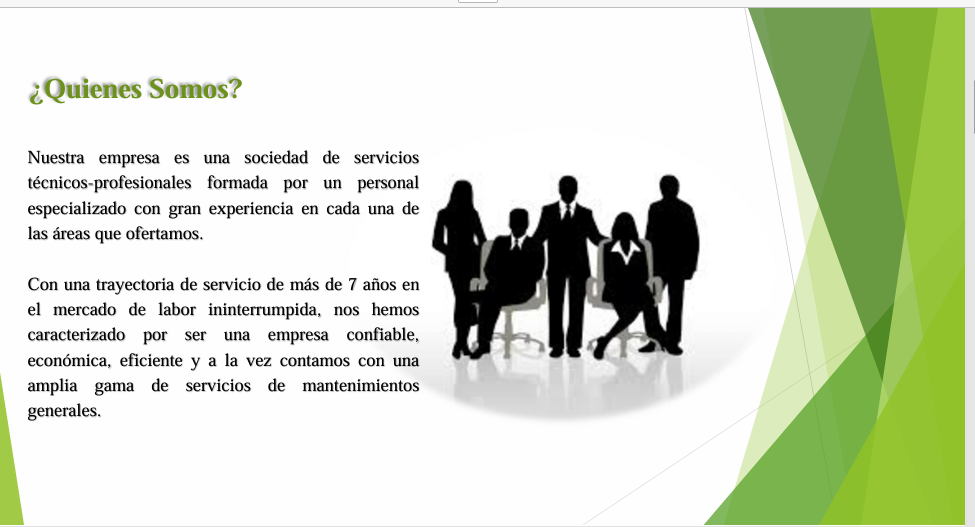 ¿Quienes Somos?
Nuestra empresa es una sociedad de servicios
técnicos-profesionales formada por un personal
especializado con gran experiencia en cada una de
las áreas que ofertamos.
Con una trayectoria de servicio de más de 7 años en
el mercado de labor ininterrumpida, nos hemos
caracterizado por ser una empresa confiable,
económica, eficiente y a la vez contamos con una
amplia gama de servicios de mantenimientos
generales.